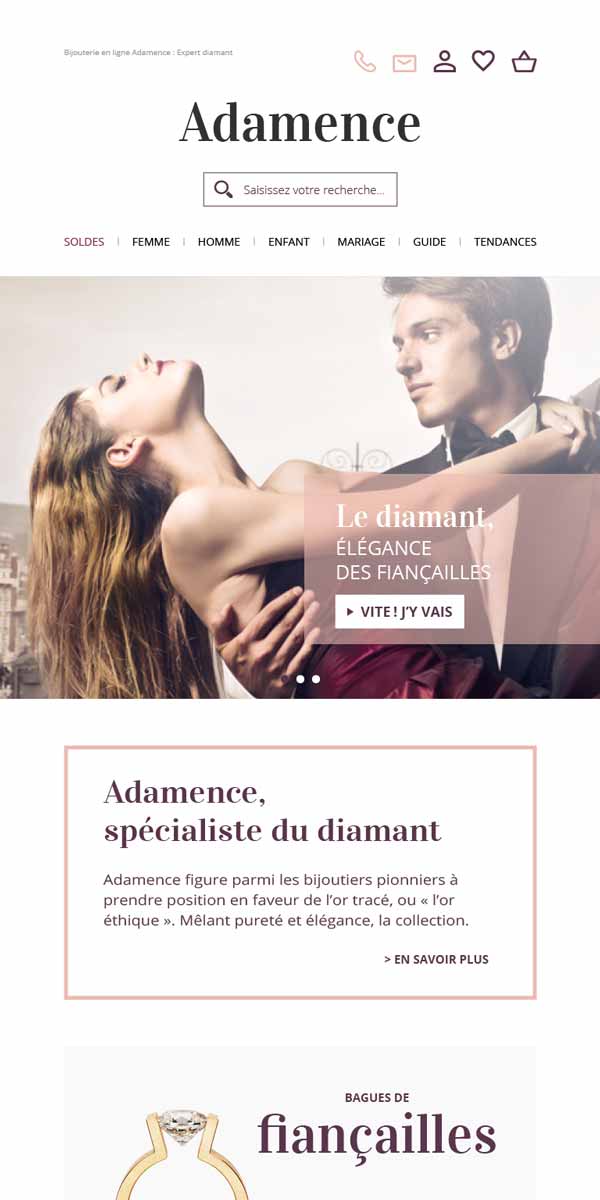 Bijouterie en ligne Adamence : Expert diamant
Adamence
Saisissez votre recherche...
SOLDES | FEMME | HOMME | ENFANT | MARIAGE | GUIDE | TENDANCES
Le diamant,
ÉLÉGANCE
DES FIANÇAILLES
VITE ! J’Y VAIS
Adamence,
spécialiste du diamant
Adamence figure parmi les bijoutiers pionniers à
prendre position en faveur de l’or tracé, ou « l’or
éthique ». Mêlant pureté et élégance, la collection.
> EN SAVOIR PLUS
BAGUES DE
fiançailles